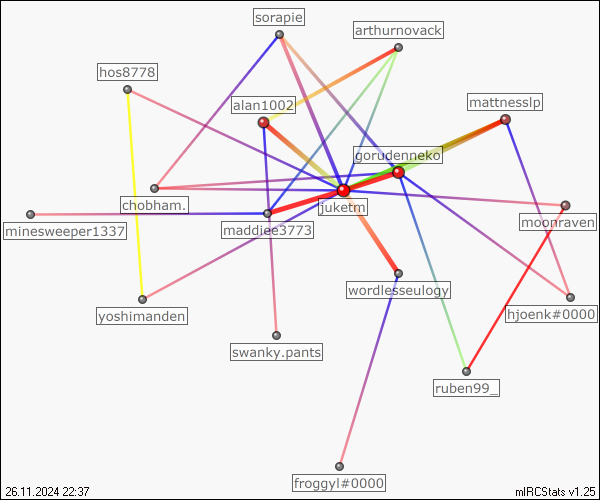 sorapie
arthurnovack
hos8778
alan1002
mattnesslp
gorudenneko
chobham.
juketm
moonraven
minesweeper1337
maddiee3773
wordlesseulogy
yoshimanden
hjoenk#0000
swanky.pants
ruben99_
froggyl#0000
26.11.2024 22:37
mIRCStats v1.25